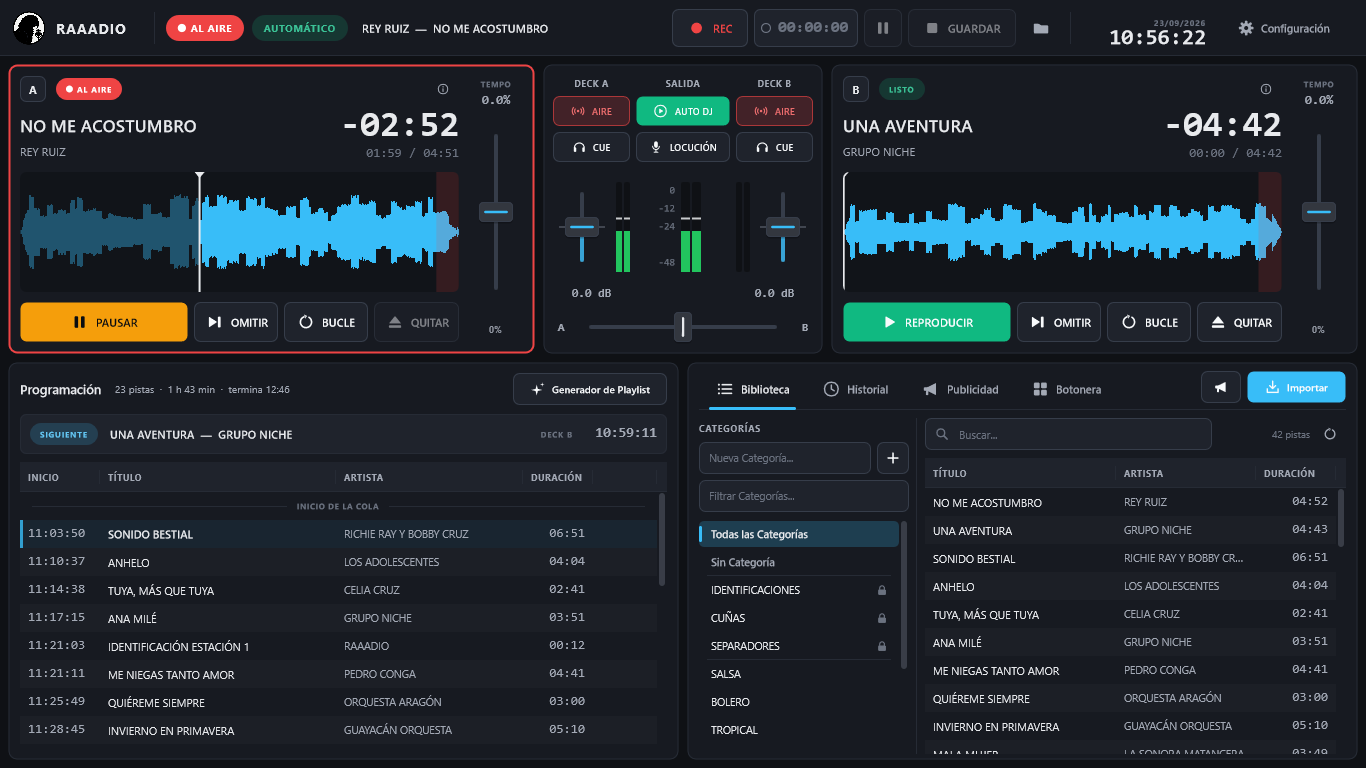 RAAADIO
AL AIRE
AUTOMÁTICO
REY RUIZ — NO ME ACOSTUMBRO
REC
00:00:00
GUARDAR
23/09/2026
10:56:22
Configuración
A
AL AIRE
TEMPO
0.0%
NO ME ACOSTUMBRO
-02:52
REY RUIZ
01:59 / 04:51
PAUSAR
OMITIR
BUCLE
QUITAR
0%
DECK A
SALIDA
DECK B
AIRE
AUTO DJ
AIRE
CUE
LOCUCIÓN
CUE
0
-12
-24
-48
0.0 dB
0.0 dB
A
B
B
LISTO
TEMPO
0.0%
UNA AVENTURA
-04:42
GRUPO NICHE
00:00 / 04:42
REPRODUCIR
OMITIR
BUCLE
QUITAR
0%
Programación
23 pistas · 1 h 43 min · termina 12:46
Generador de Playlist
SIGUIENTE
UNA AVENTURA — GRUPO NICHE
DECK B
10:59:11
INICIO TÍTULO ARTISTA DURACIÓN
INICIO DE LA COLA
11:03:50 SONIDO BESTIAL RICHIE RAY Y BOBBY CRUZ 06:51
11:10:37 ANHELO LOS ADOLESCENTES 04:04
11:14:38 TUYA, MÁS QUE TUYA CELIA CRUZ 02:41
11:17:15 ANA MILÉ GRUPO NICHE 03:51
11:21:03 IDENTIFICACIÓN ESTACIÓN 1 RAAADIO 00:12
11:21:11 ME NIEGAS TANTO AMOR PEDRO CONGA 04:41
11:25:49 QUIÉREME SIEMPRE ORQUESTA ARAGÓN 03:00
11:28:45 INVIERNO EN PRIMAVERA GUAYACÁN ORQUESTA 05:10
Biblioteca
Historial
Publicidad
Botonera
Importar
CATEGORÍAS
Nueva Categoría...
Filtrar Categorías...
Todas las Categorías
Sin Categoría
IDENTIFICACIONES
CUÑAS
SEPARADORES
SALSA
BOLERO
TROPICAL
Buscar...
42 pistas
TÍTULO ARTISTA DURACIÓN
NO ME ACOSTUMBRO REY RUIZ 04:52
UNA AVENTURA GRUPO NICHE 04:43
SONIDO BESTIAL RICHIE RAY Y BOBBY CR... 06:51
ANHELO LOS ADOLESCENTES 04:04
TUYA, MÁS QUE TUYA CELIA CRUZ 02:41
ANA MILÉ GRUPO NICHE 03:51
ME NIEGAS TANTO AMOR PEDRO CONGA 04:41
QUIÉREME SIEMPRE ORQUESTA ARAGÓN 03:00
INVIERNO EN PRIMAVERA GUAYACÁN ORQUESTA 05:10
MALA MUJER LA SONORA MATANCERA 03:49